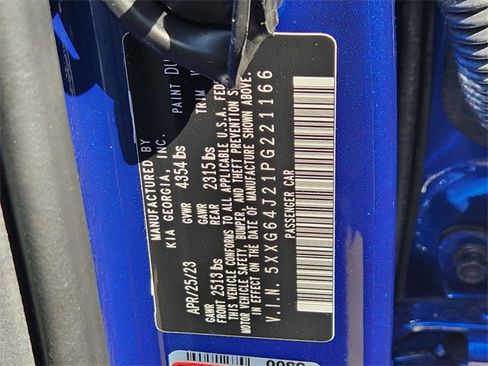 MANUFACTURED BY
KIA GEORGIA, INC.
PAINT DU
APR/25/23
GVWR 4354 lbs
TRIM
GAWR FRONT 2513 lbs
GAWR REAR 2315 lbs
THIS VEHICLE CONFORMS TO ALL APPLICABLE U.S.A. FED
SAFETY, BUMPER, AND THEFT PREVENTION S
MOTOR VEHICLE
IN EFFECT ON THE DATE OF MANUFACTURE SHOWN ABOVE.
V.I.N. 5XXG64J21PG221166
PASSENGER CAR